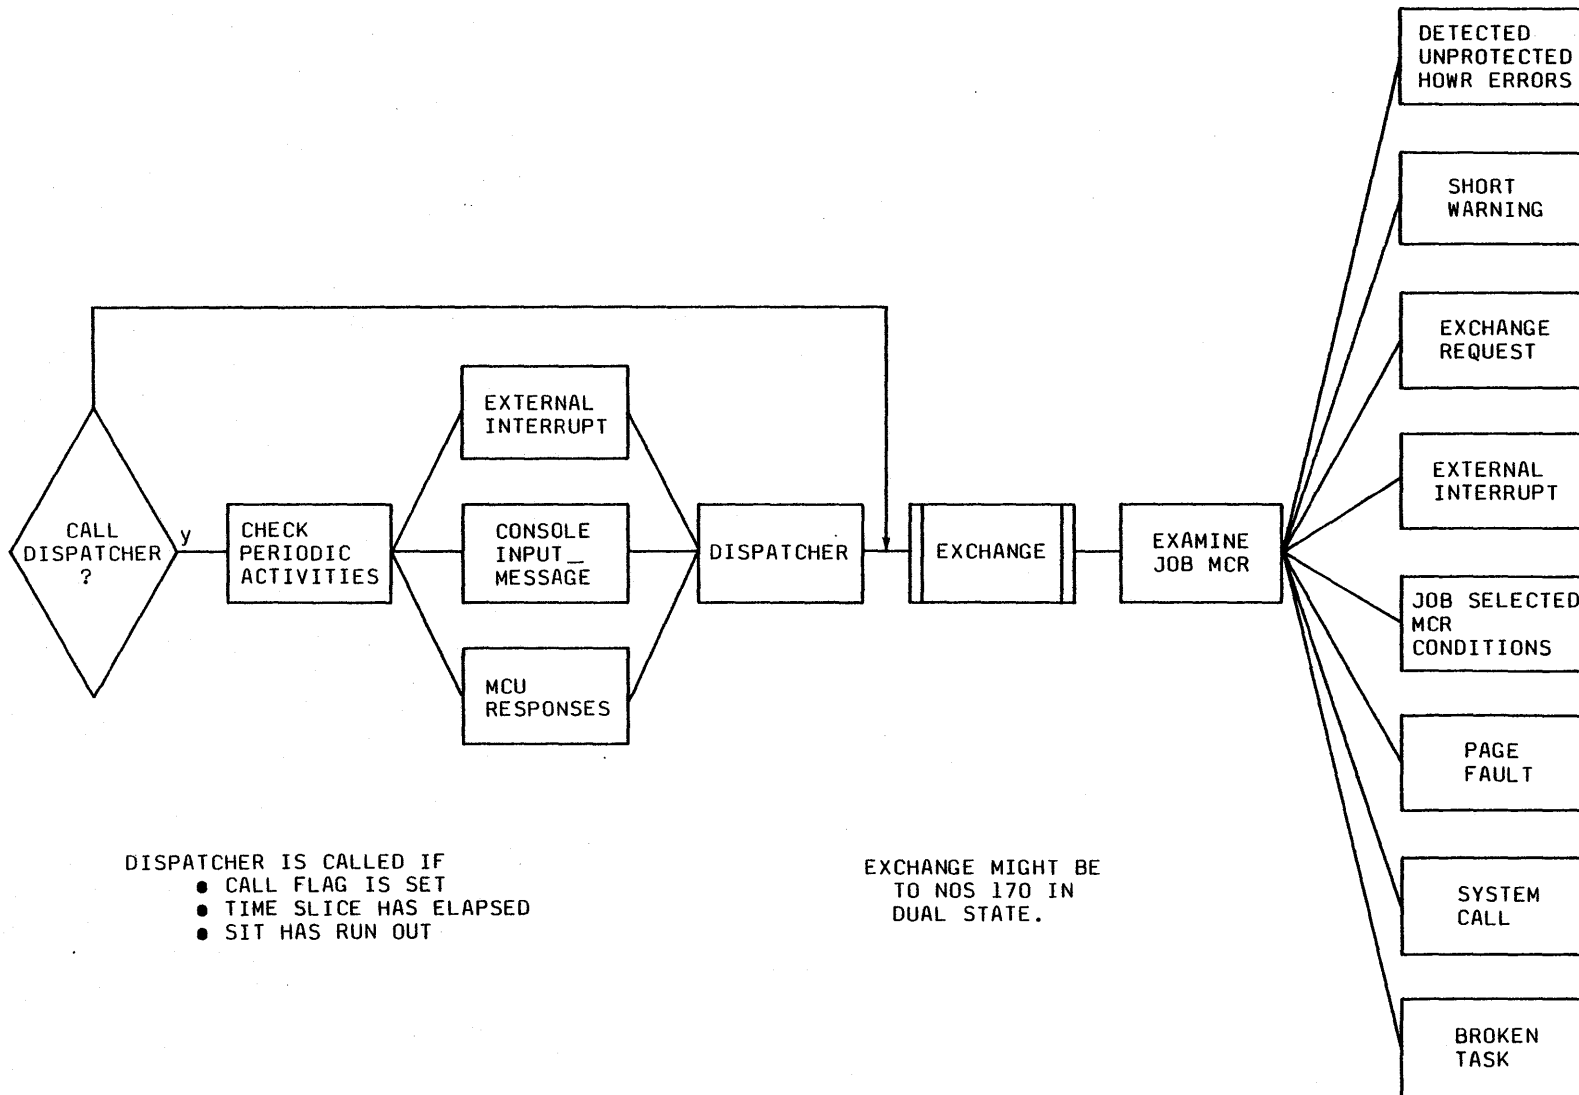 DETECTED
UNPROTECTED
HOWR ERRORS
SHORT
WARNING
EXCHANGE
REQUEST
EXTERNAL
INTERRUPT
JOB SELECTED
MCR
CONDITIONS
PAGE
FAULT
SYSTEM
CALL
BROKEN
TASK
CALL
DISPATCHER
?
y
CHECK
PERIODIC
ACTIVITIES
EXTERNAL
INTERRUPT
CONSOLE
INPUT_
MESSAGE
MCU
RESPONSES
DISPATCHER
EXCHANGE
EXAMINE
JOB MCR
DISPATCHER IS CALLED IF
● CALL FLAG IS SET
● TIME SLICE HAS ELAPSED
● SIT HAS RUN OUT
EXCHANGE MIGHT BE
TO NOS 170 IN
DUAL STATE.